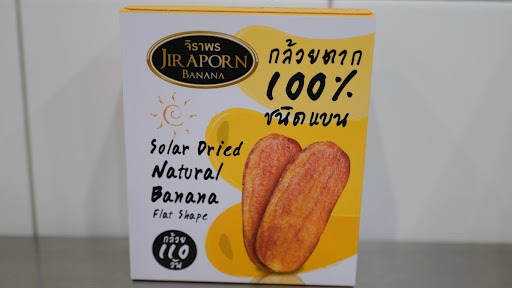 จิราพร
JIRAPORN
BANANA
กล้วยตาก
100%
ชนิดแบน
Solar Dried
Natural
Banana
Flat Shape
กล้วย
110
วัน